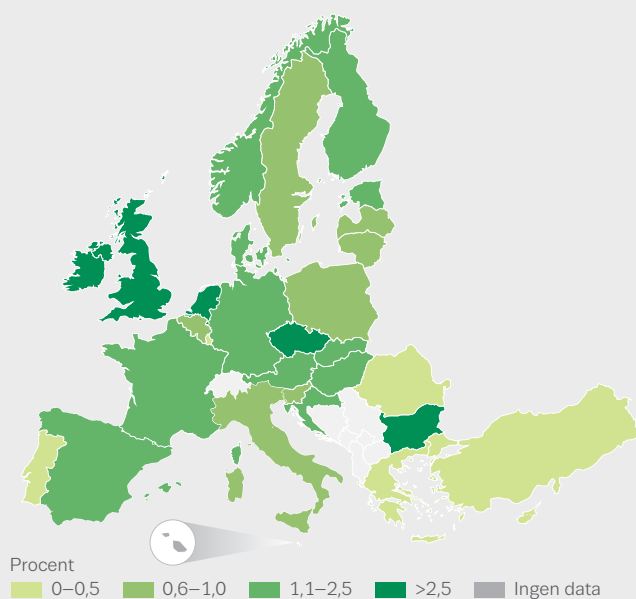 Procent
0–0,5 0,6–1,0 1,1–2,5 >2,5 Ingen data